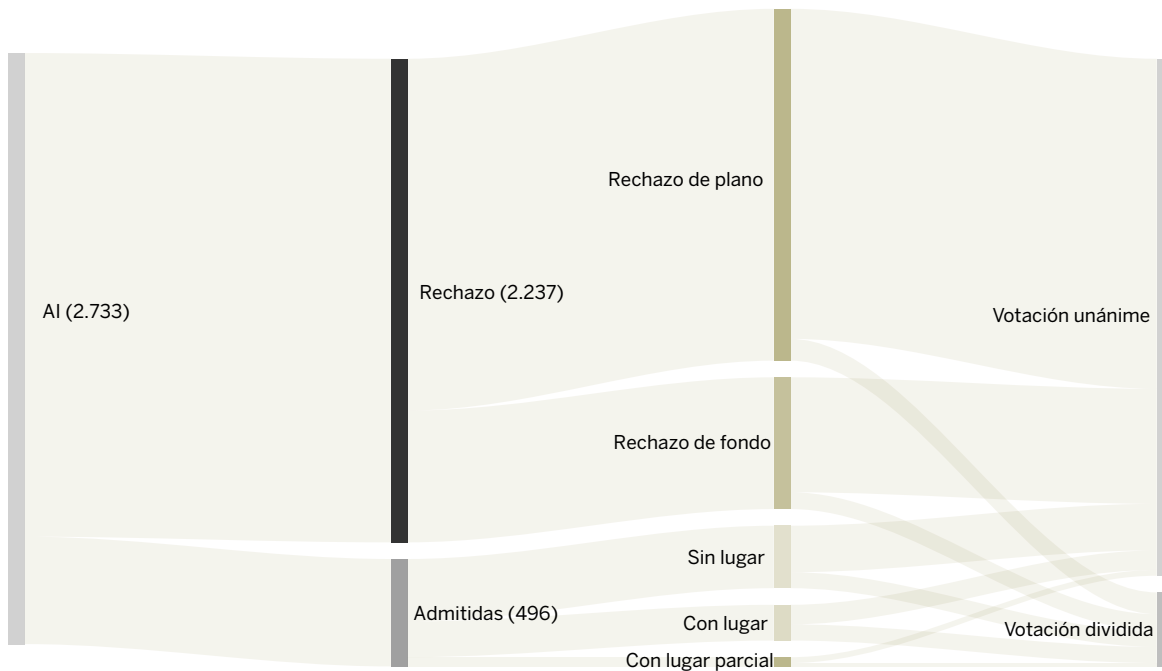 AI (2.733)
Rechazo (2.237)
Admitidas (496)
Rechazo de plano
Rechazo de fondo
Sin lugar
Con lugar
Con lugar parcial
Votación unánime
Votación dividida